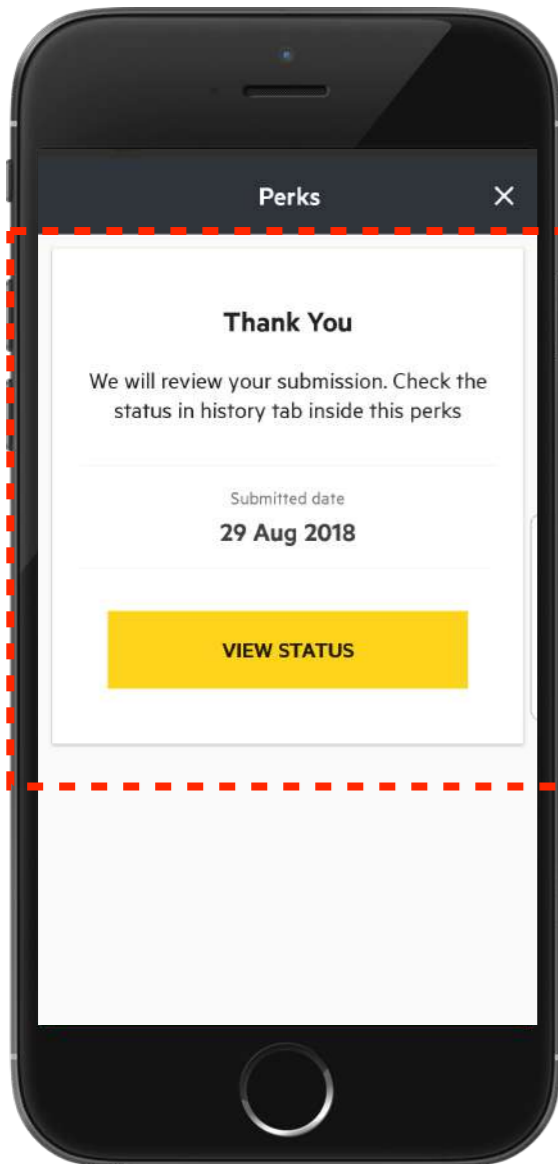 Perks
Thank You
We will review your submission. Check the
status in history tab inside this perks
Submitted date
29 Aug 2018
VIEW STATUS